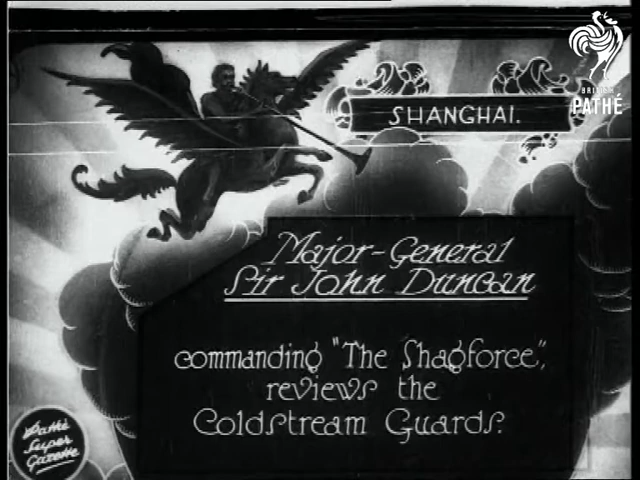 BRITISH
PATHÉ
SHANGHAI.
Major-General
Sir John Duncan
commanding "The Shagforce",
reviews the
Coldstream Guards.
Pathé
Super
Gazette